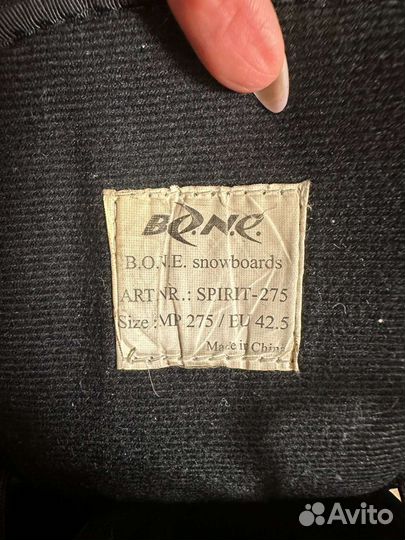 B.O.N.E.
B.O.N.E. snowboards
ART.NR.: SPIRIT-275
Size :MP 275 / EU 42.5
Made in China
Avito